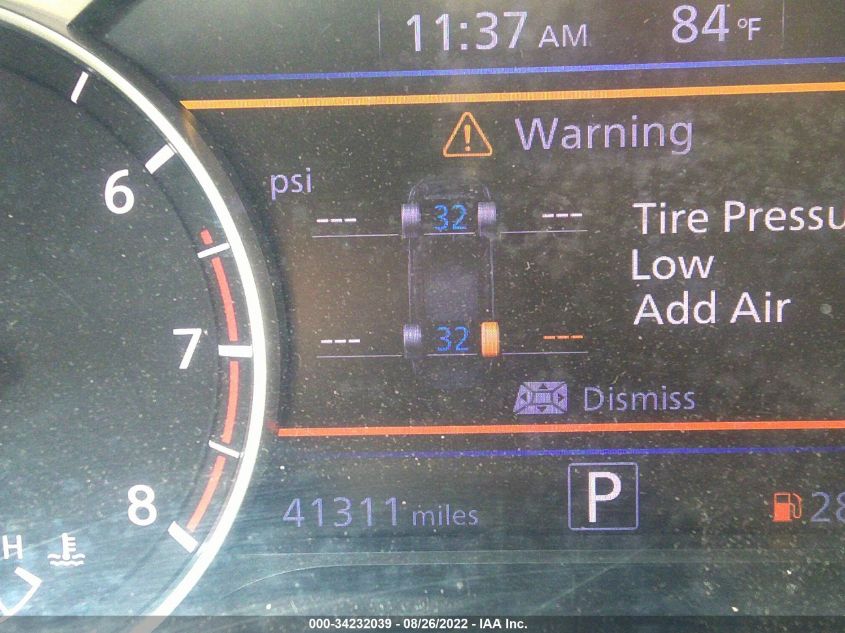 11:37 AM 84 °F
Warning
psi
6
--- 32 ---
Tire Pressu
Low
Add Air
7
--- 32 ---
Dismiss
8
41311 miles P 28
H
000-34232039 - 08/26/2022 - IAA Inc.